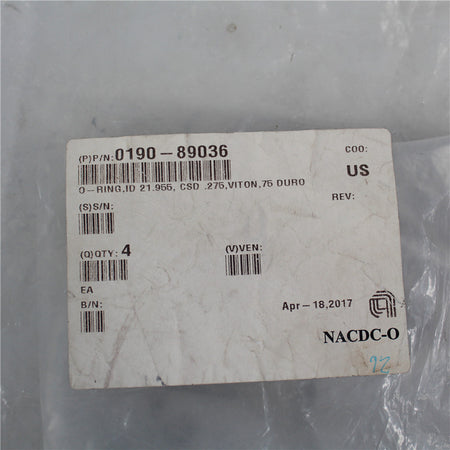 (P)P/N: 0190-89036
COO:
US
O-RING,ID 21.955, CSD .275,VITON,75 DURO
REV:
(S)S/N:
(Q)QTY: 4
(V)VEN:
EA
B/N:
Apr-18,2017
NACDC-O